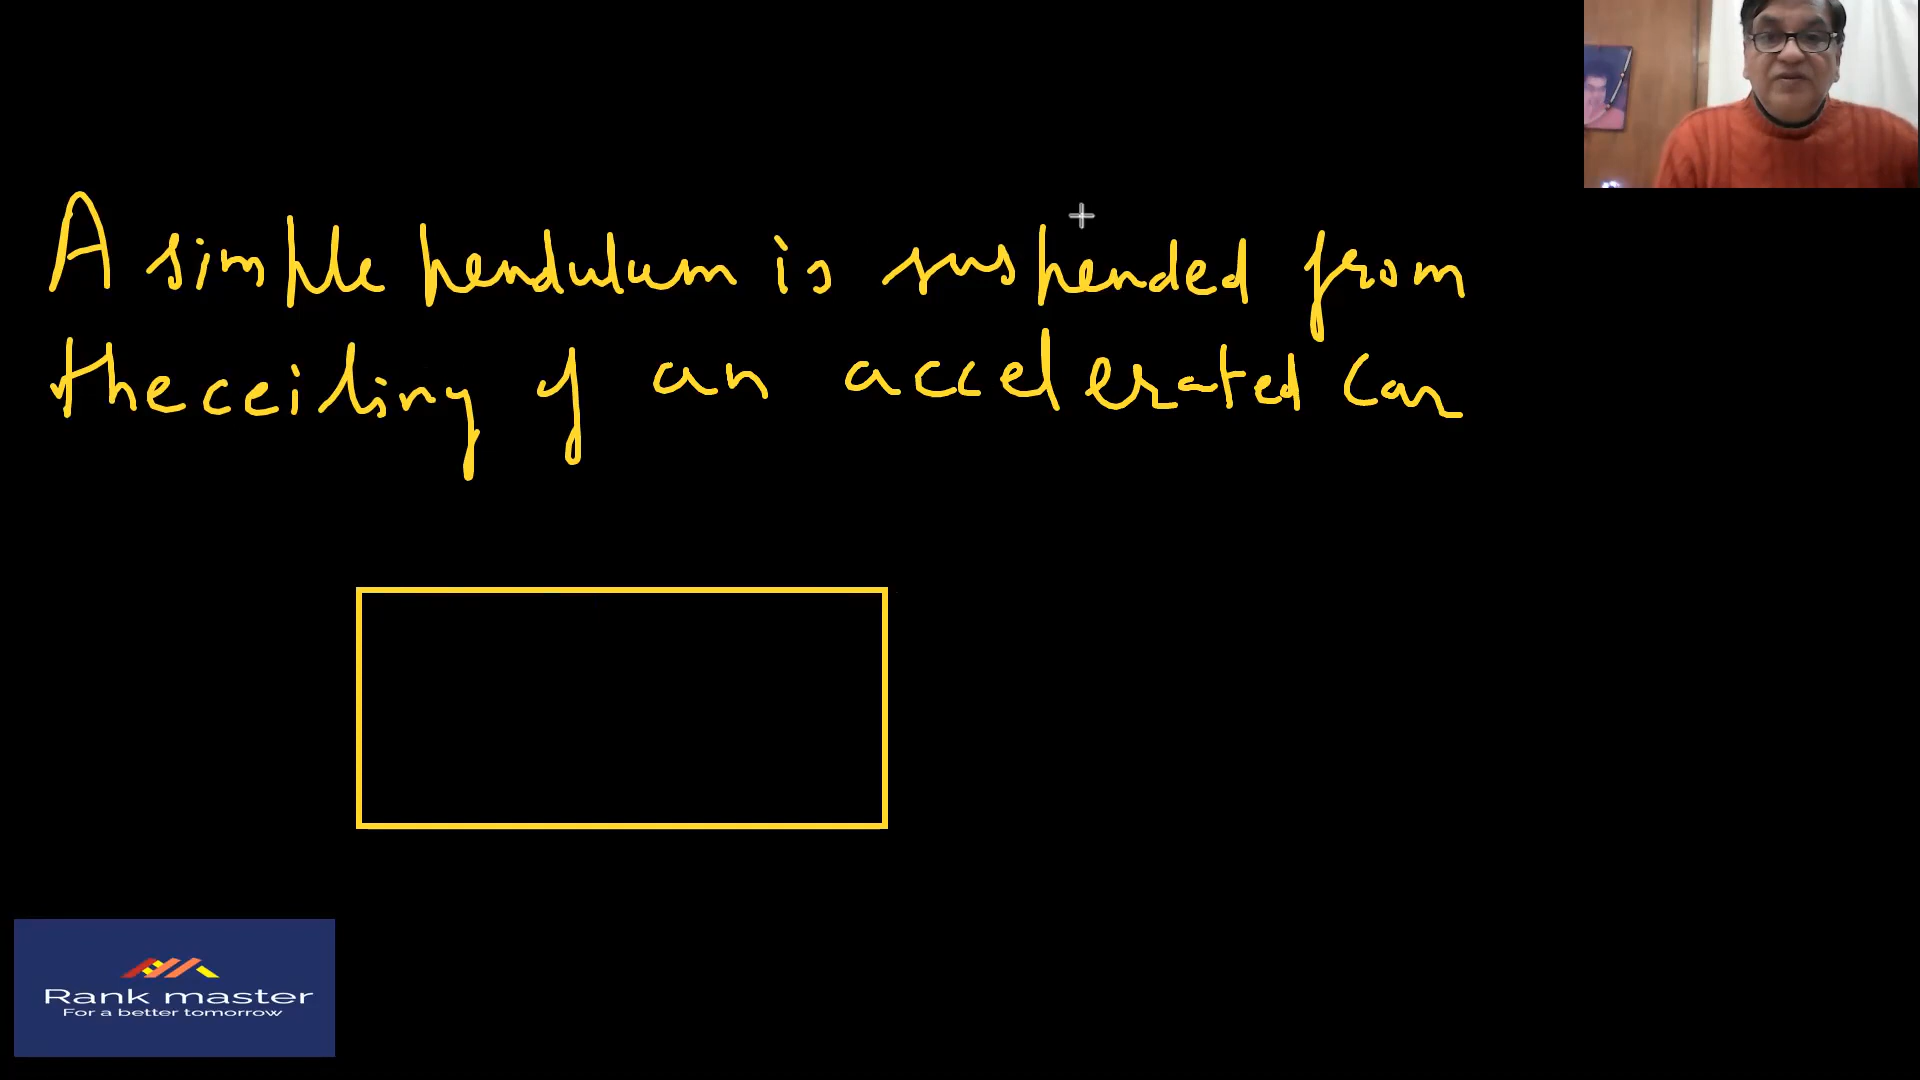 A simple pendulum is suspended from
the ceiling of an accelerated car
Rank master
For a better tomorrow